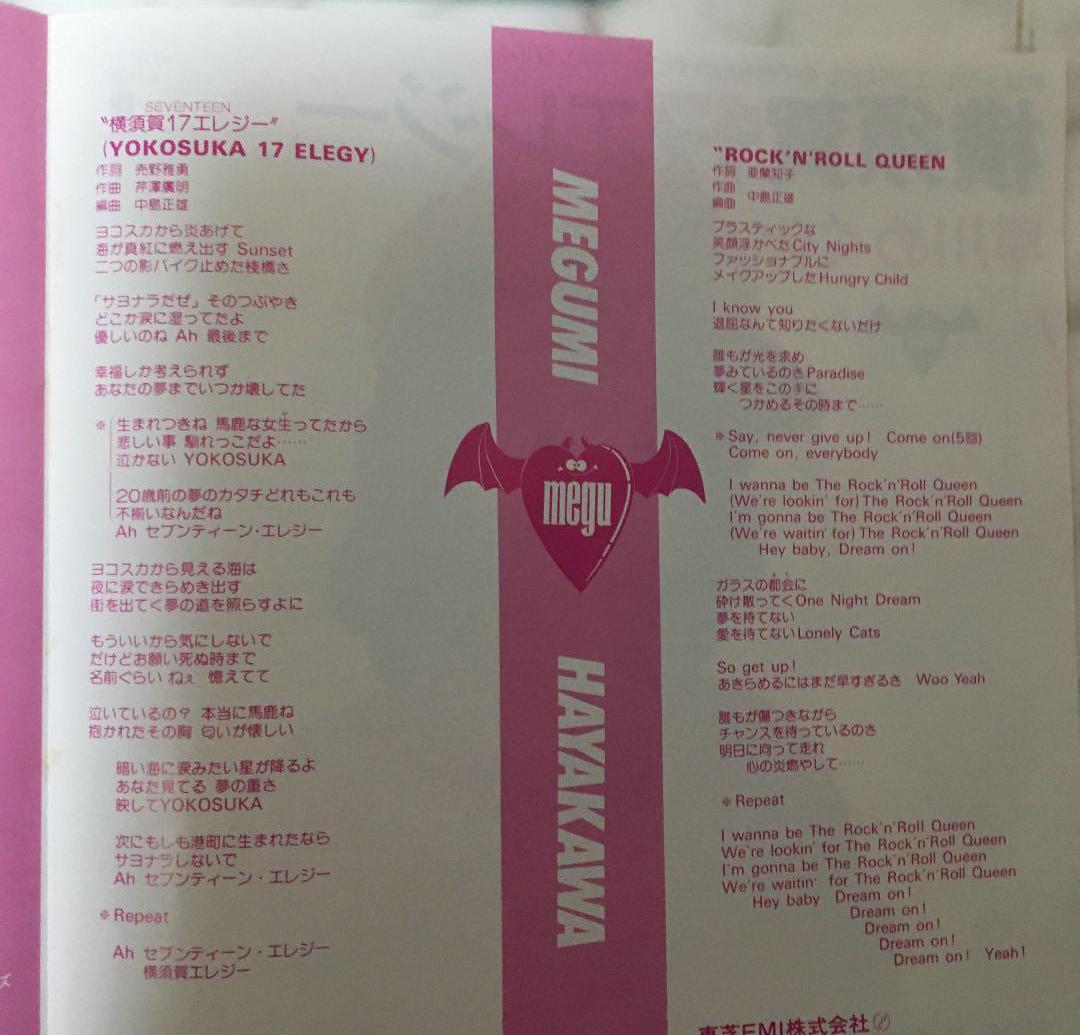 SEVENTEEN
"横須賀17エレジー"
(YOKOSUKA 17 ELEGY)
作詞 売野雅勇
作曲 芹澤廣明
編曲 中島正雄
ヨコスカから炎あげて
海が真紅に燃え出す Sunset
二つの影バイク止めた桟橋さ
「サヨナラだぜ」そのつぶやき
どこか涙に湿ってたよ
優しいのね Ah 最後まで
幸福しか考えられず
あなたの夢までいつか壊してた
※ 生まれつきね 馬鹿な女生ってたから
悲しい事 馴れっこだよ……
泣かない YOKOSUKA
20歳前の夢のカタチどれもこれも
不揃いなんだね
Ah セブンティーン・エレジー
ヨコスカから見える海は
夜に涙できらめき出す
街を出てく夢の道を照らすよに
もういいから気にしないで
だけどお願い死ぬ時まで
名前ぐらい ねぇ 憶えてて
泣いているの? 本当に馬鹿ね
抱かれたその胸 匂いが懐しい
暗い海に涙みたい星が降るよ
あなた見てる 夢の重さ
映してYOKOSUKA
次にもしも港町に生まれたなら
サヨナラしないで
Ah セブンティーン・エレジー
※Repeat
Ah セブンティーン・エレジー
横須賀エレジー
MEGUMI
megu
HAYAKAWA
"ROCK'N'ROLL QUEEN
作詞 亜蘭知子
作曲
編曲 中島正雄
プラスティックな
笑顔浮かべたCity Nights
ファッショナブルに
メイクアップしたHungry Child
I know you
退屈なんて知りたくないだけ
誰もが光を求め
夢みているのさParadise
輝く星をこの手に
つかめるその時まで……
※Say, never give up! Come on(5回)
Come on, everybody
I wanna be The Rock'n'Roll Queen
(We're lookin' for) The Rock'n'Roll Queen
I'm gonna be The Rock'n'Roll Queen
(We're waitin' for) The Rock'n'Roll Queen
Hey baby, Dream on!
ガラスの都会に
砕け散ってくOne Night Dream
夢を持てない
愛を持てないLonely Cats
So get up!
あきらめるにはまだ早すぎるさ Woo Yeah
誰もが傷つきながら
チャンスを待っているのさ
明日に向って走れ
心の炎燃やして……
※Repeat
I wanna be The Rock'n'Roll Queen
We're lookin' for The Rock'n'Roll Queen
I'm gonna be The Rock'n'Roll Queen
We're waitin' for The Rock'n'Roll Queen
Hey baby Dream on!
Dream on!
Dream on!
Dream on!
Dream on! Yeah!
東芝EMI株式会社
ズ